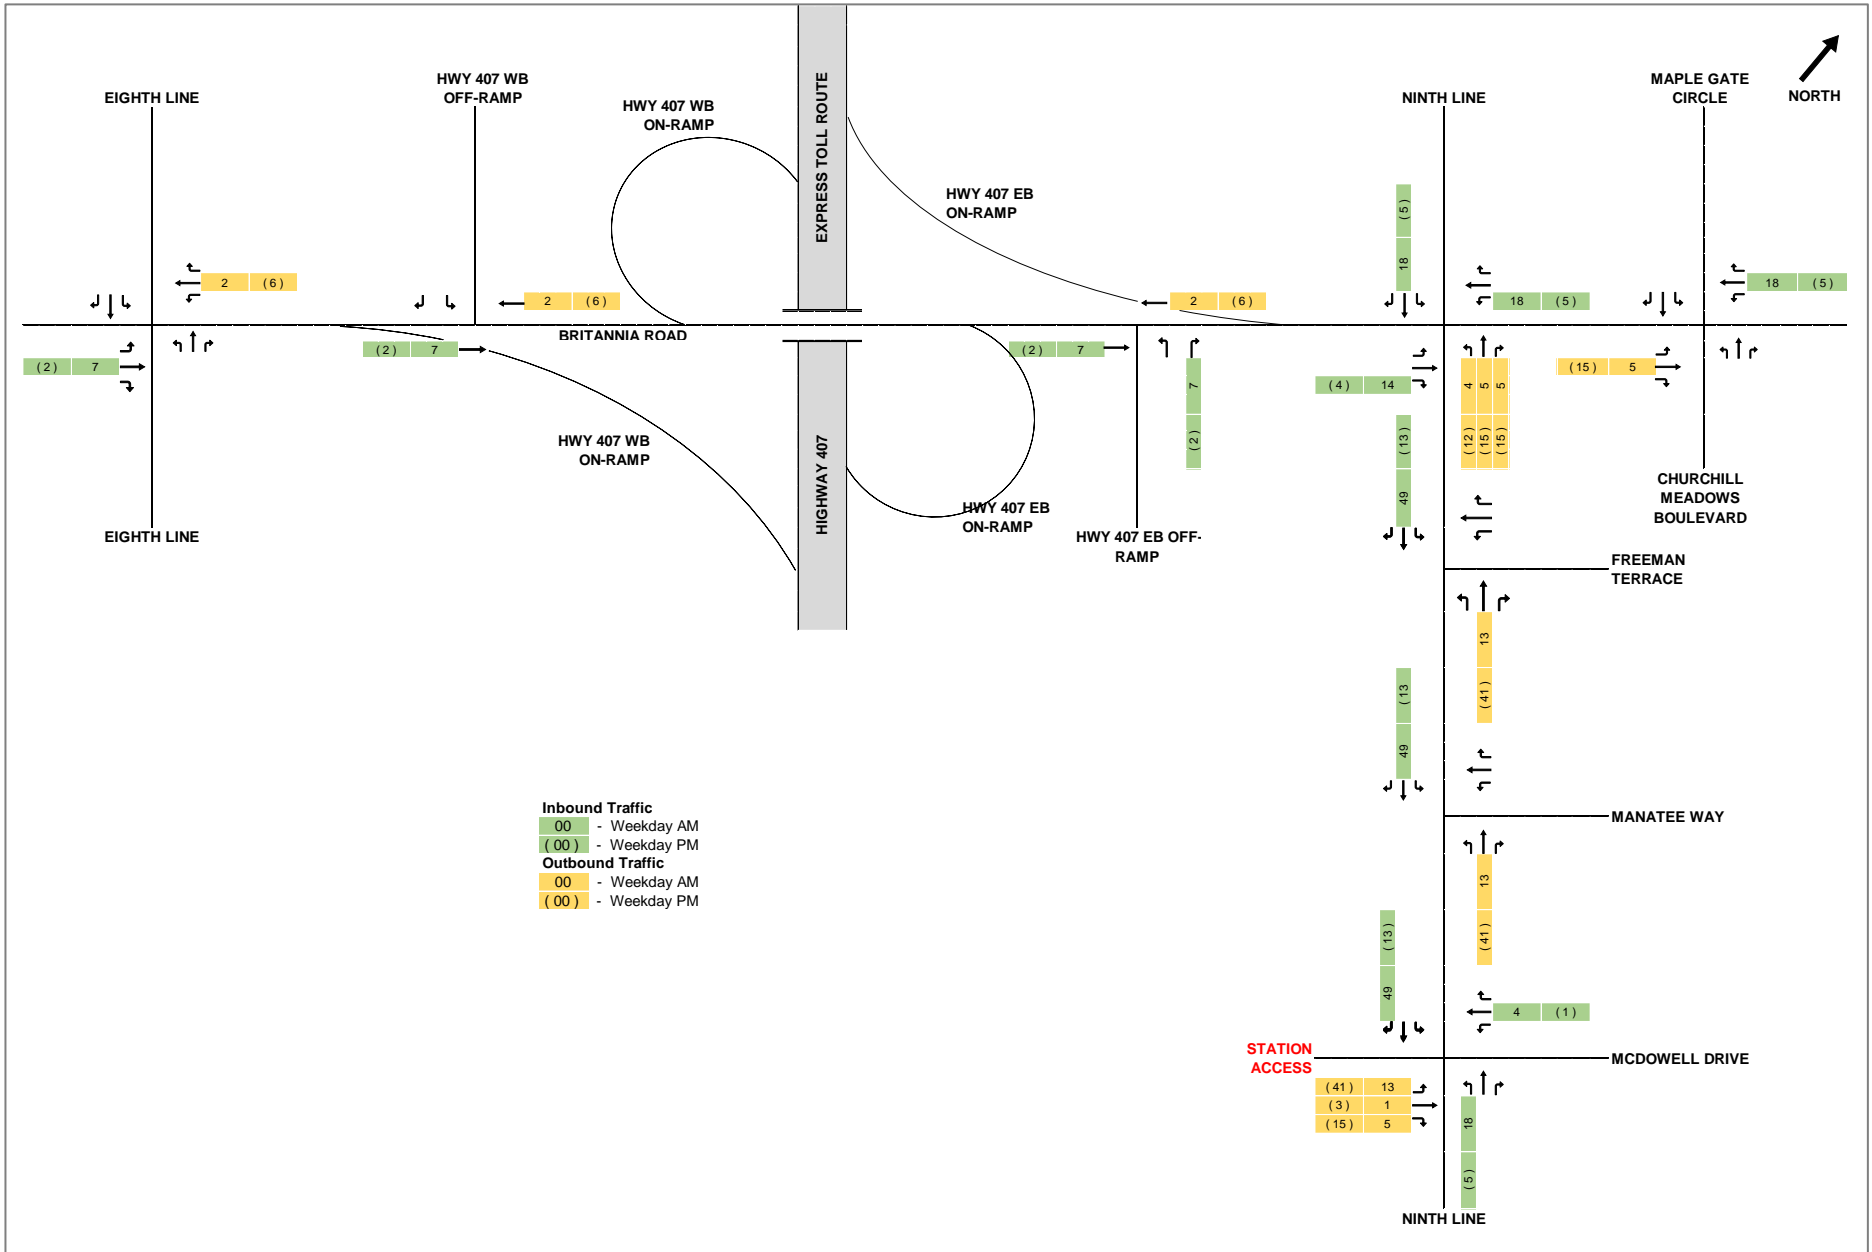 EIGHTH LINE
HWY 407 WB
OFF-RAMP
HWY 407 WB
ON-RAMP
EXPRESS TOLL ROUTE
HWY 407 EB
ON-RAMP
NINTH LINE
MAPLE GATE
CIRCLE
NORTH
(5)
18
2 (6)
2 (6)
2 (6)
18 (5)
18 (5)
BRITANNIA ROAD
(2) 7
(2) 7
(2) 7
7
(2)
(4) 14
4 5 5
(12) (15) (15)
(15) 5
(13)
49
HWY 407 WB
ON-RAMP
HIGHWAY 407
HWY 407 EB
ON-RAMP
HWY 407 EB OFF-
RAMP
CHURCHILL
MEADOWS
BOULEVARD
EIGHTH LINE
FREEMAN
TERRACE
13
(41)
(13)
49
MANATEE WAY
Inbound Traffic
00 - Weekday AM
(00) - Weekday PM
Outbound Traffic
00 - Weekday AM
(00) - Weekday PM
13
(41)
(13)
49
4 (1)
STATION
ACCESS
MCDOWELL DRIVE
(41) 13
(3) 1
(15) 5
18
(5)
NINTH LINE